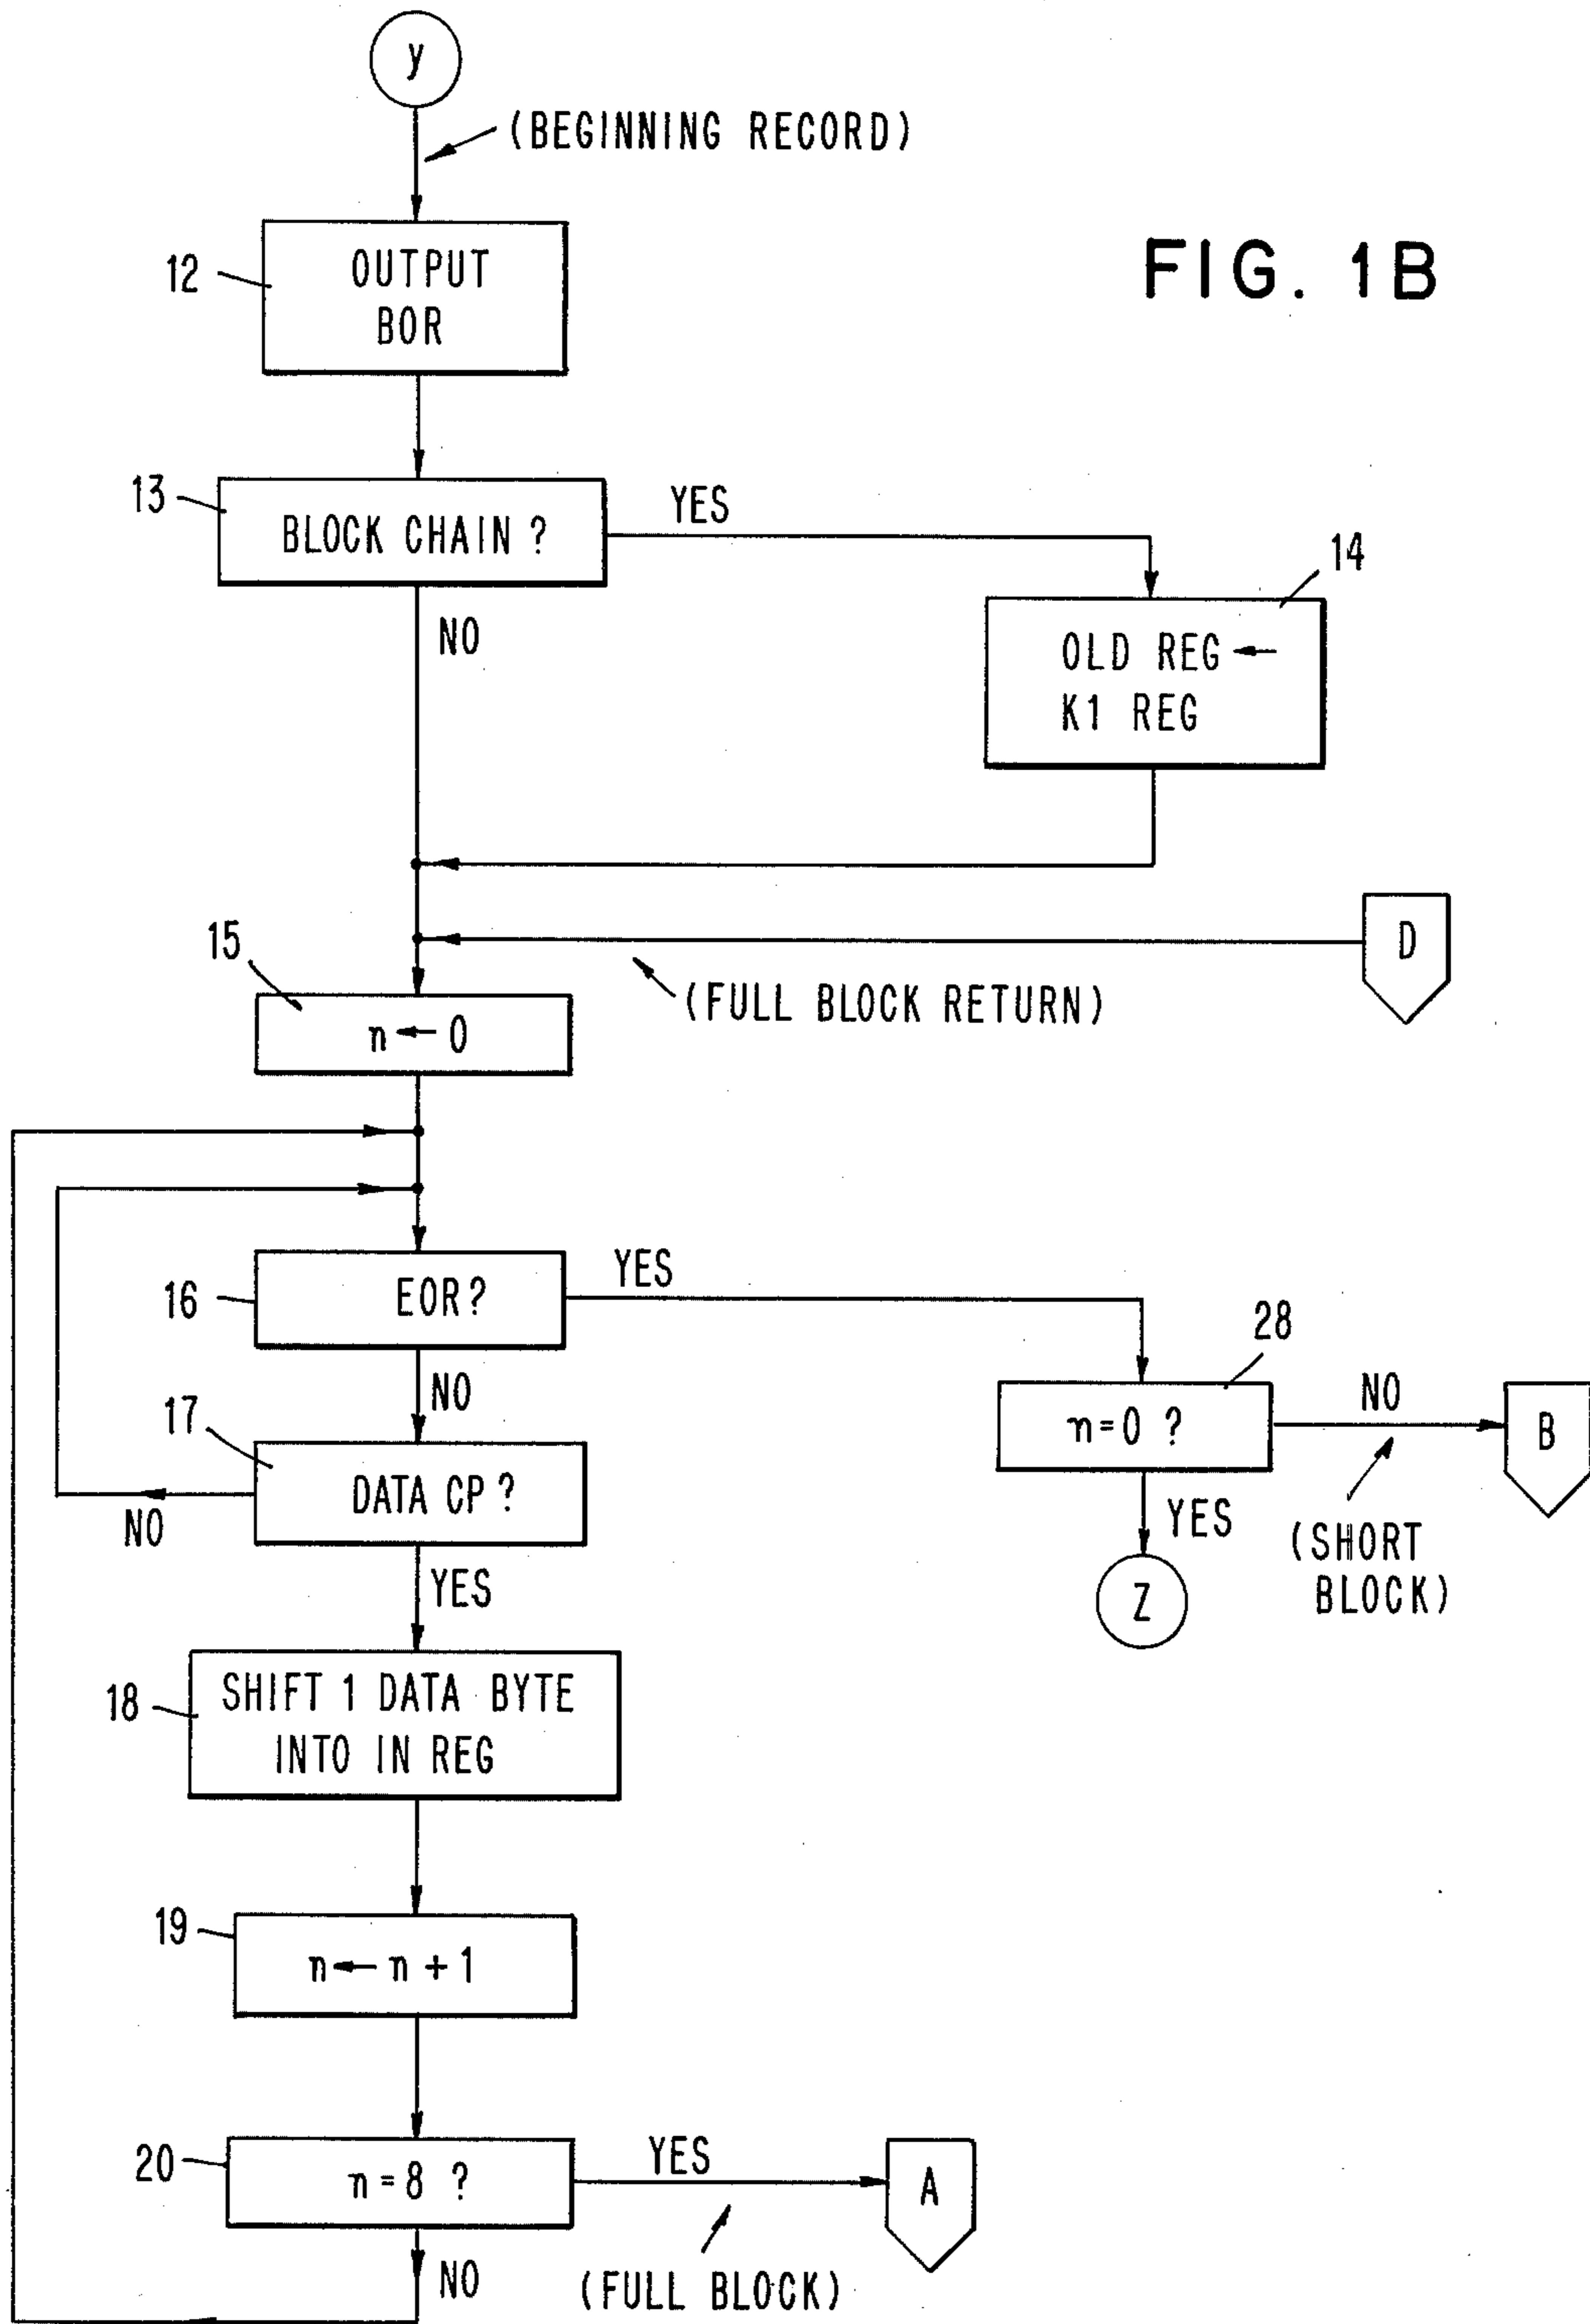 y
(BEGINNING RECORD)
FIG. 1B
12
OUTPUT
BOR
13
BLOCK CHAIN ?
YES
14
NO
OLD REG ←
K1 REG
15
D
(FULL BLOCK RETURN)
n ← 0
16
EOR?
YES
28
NO
n=0 ?
NO
B
17
DATA CP ?
NO
YES
(SHORT
BLOCK)
YES
Z
18
SHIFT 1 DATA BYTE
INTO IN REG
19
n ← n + 1
20
n = 8 ?
YES
A
NO
(FULL BLOCK)